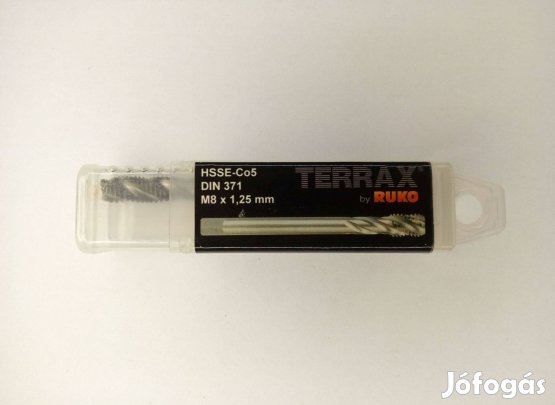 HSSE-Co5
DIN 371
M8 x 1,25 mm
TERRAX®
by RUKO
Jófogás